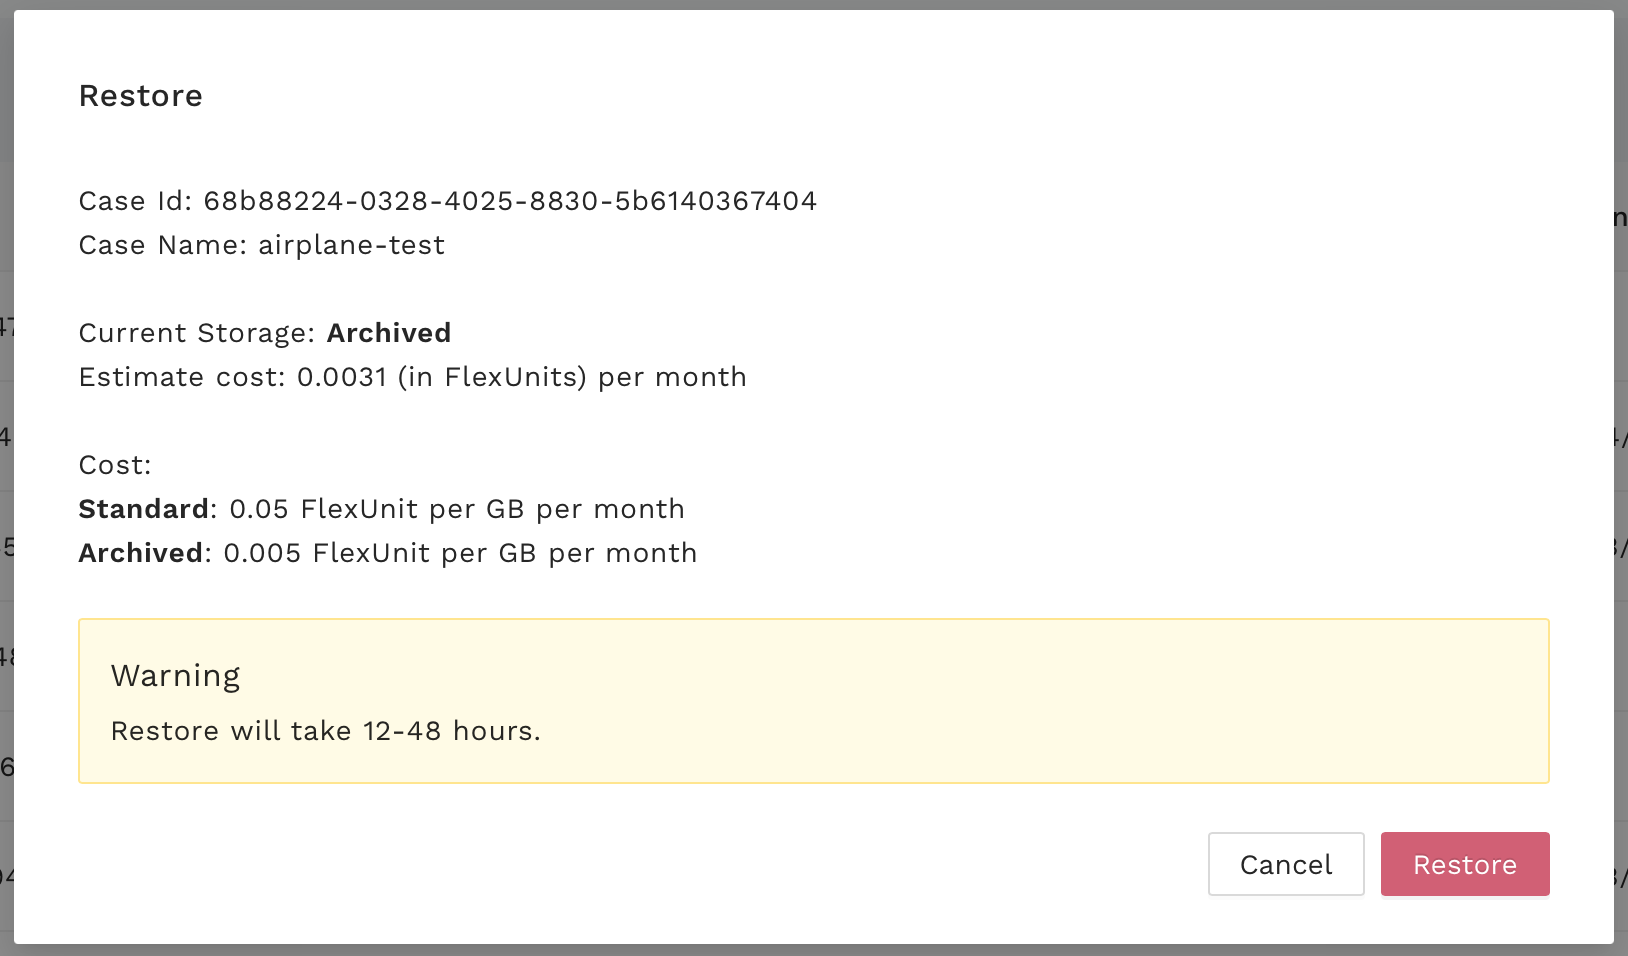 Restore
Case Id: 68b88224-0328-4025-8830-5b6140367404
Case Name: airplane-test
Current Storage: Archived
Estimate cost: 0.0031 (in FlexUnits) per month
Cost:
Standard: 0.05 FlexUnit per GB per month
Archived: 0.005 FlexUnit per GB per month
Warning
Restore will take 12-48 hours.
Cancel
Restore